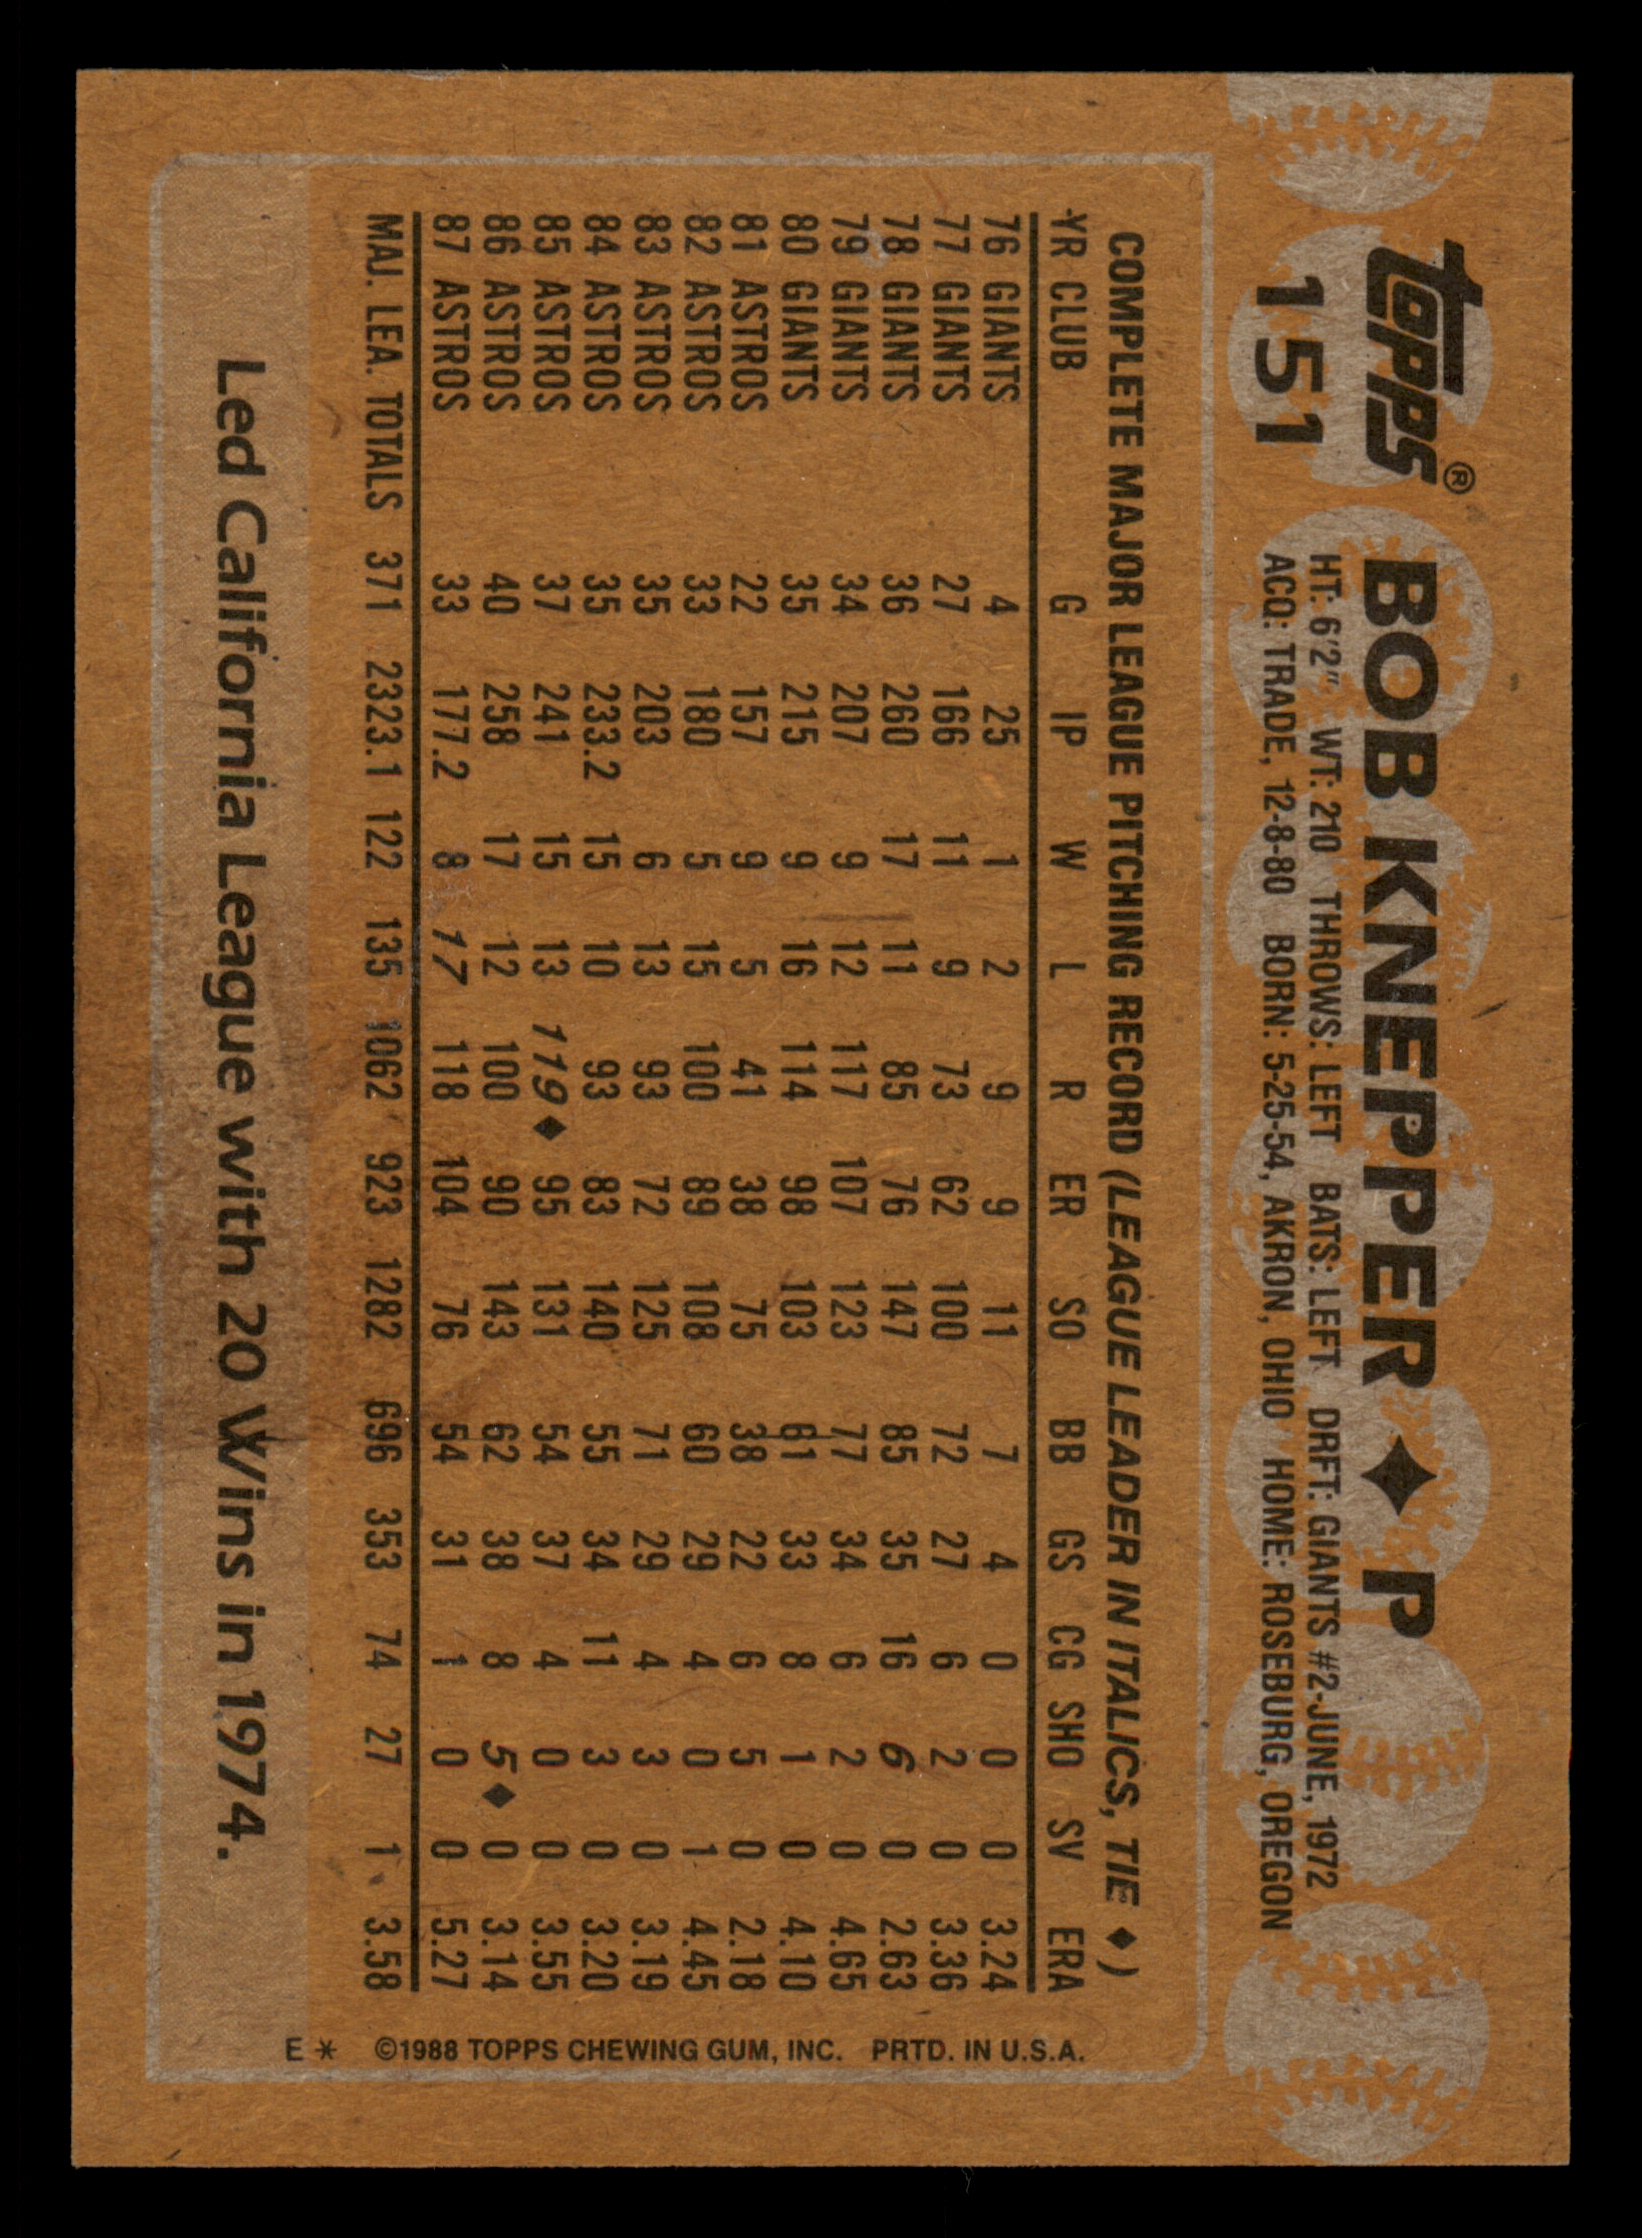 Topps®
151
BOB KNEPPER ♦ P
HT: 6'2" WT: 210 THROWS: LEFT BATS: LEFT DRFT: GIANTS #2-JUNE, 1972
ACQ: TRADE, 12-8-80 BORN: 5-25-54, AKRON, OHIO HOME: ROSEBURG, OREGON
COMPLETE MAJOR LEAGUE PITCHING RECORD (LEAGUE LEADER IN ITALICS, TIE ♦)
YR CLUB G IP W L R ER SO BB GS CG SHO SV ERA
76 GIANTS 4 25 1 2 9 9 11 7 4 0 0 0 3.24
77 GIANTS 27 166 11 9 73 62 100 72 27 6 2 0 3.36
78 GIANTS 36 260 17 11 85 76 147 85 35 16 6 0 2.63
79 GIANTS 34 207 9 12 117 107 123 77 34 6 2 0 4.65
80 GIANTS 35 215 9 16 114 98 103 61 33 8 1 0 4.10
81 ASTROS 22 157 9 5 41 38 75 38 22 6 5 0 2.18
82 ASTROS 33 180 5 15 100 89 108 60 29 4 0 1 4.45
83 ASTROS 35 203 6 13 93 72 125 71 29 4 3 0 3.19
84 ASTROS 35 233.2 15 10 93 83 140 55 34 11 3 0 3.20
85 ASTROS 37 241 15 13 119♦ 95 131 54 37 4 0 0 3.55
86 ASTROS 40 258 17 12 100 90 143 62 38 8 5♦ 0 3.14
87 ASTROS 33 177.2 8 17 118 104 76 54 31 1 0 0 5.27
MAJ. LEA. TOTALS 371 2323.1 122 135 1062 923 1282 696 353 74 27 1 3.58
Led California League with 20 Wins in 1974.
E * ©1988 TOPPS CHEWING GUM, INC. PRTD. IN U.S.A.